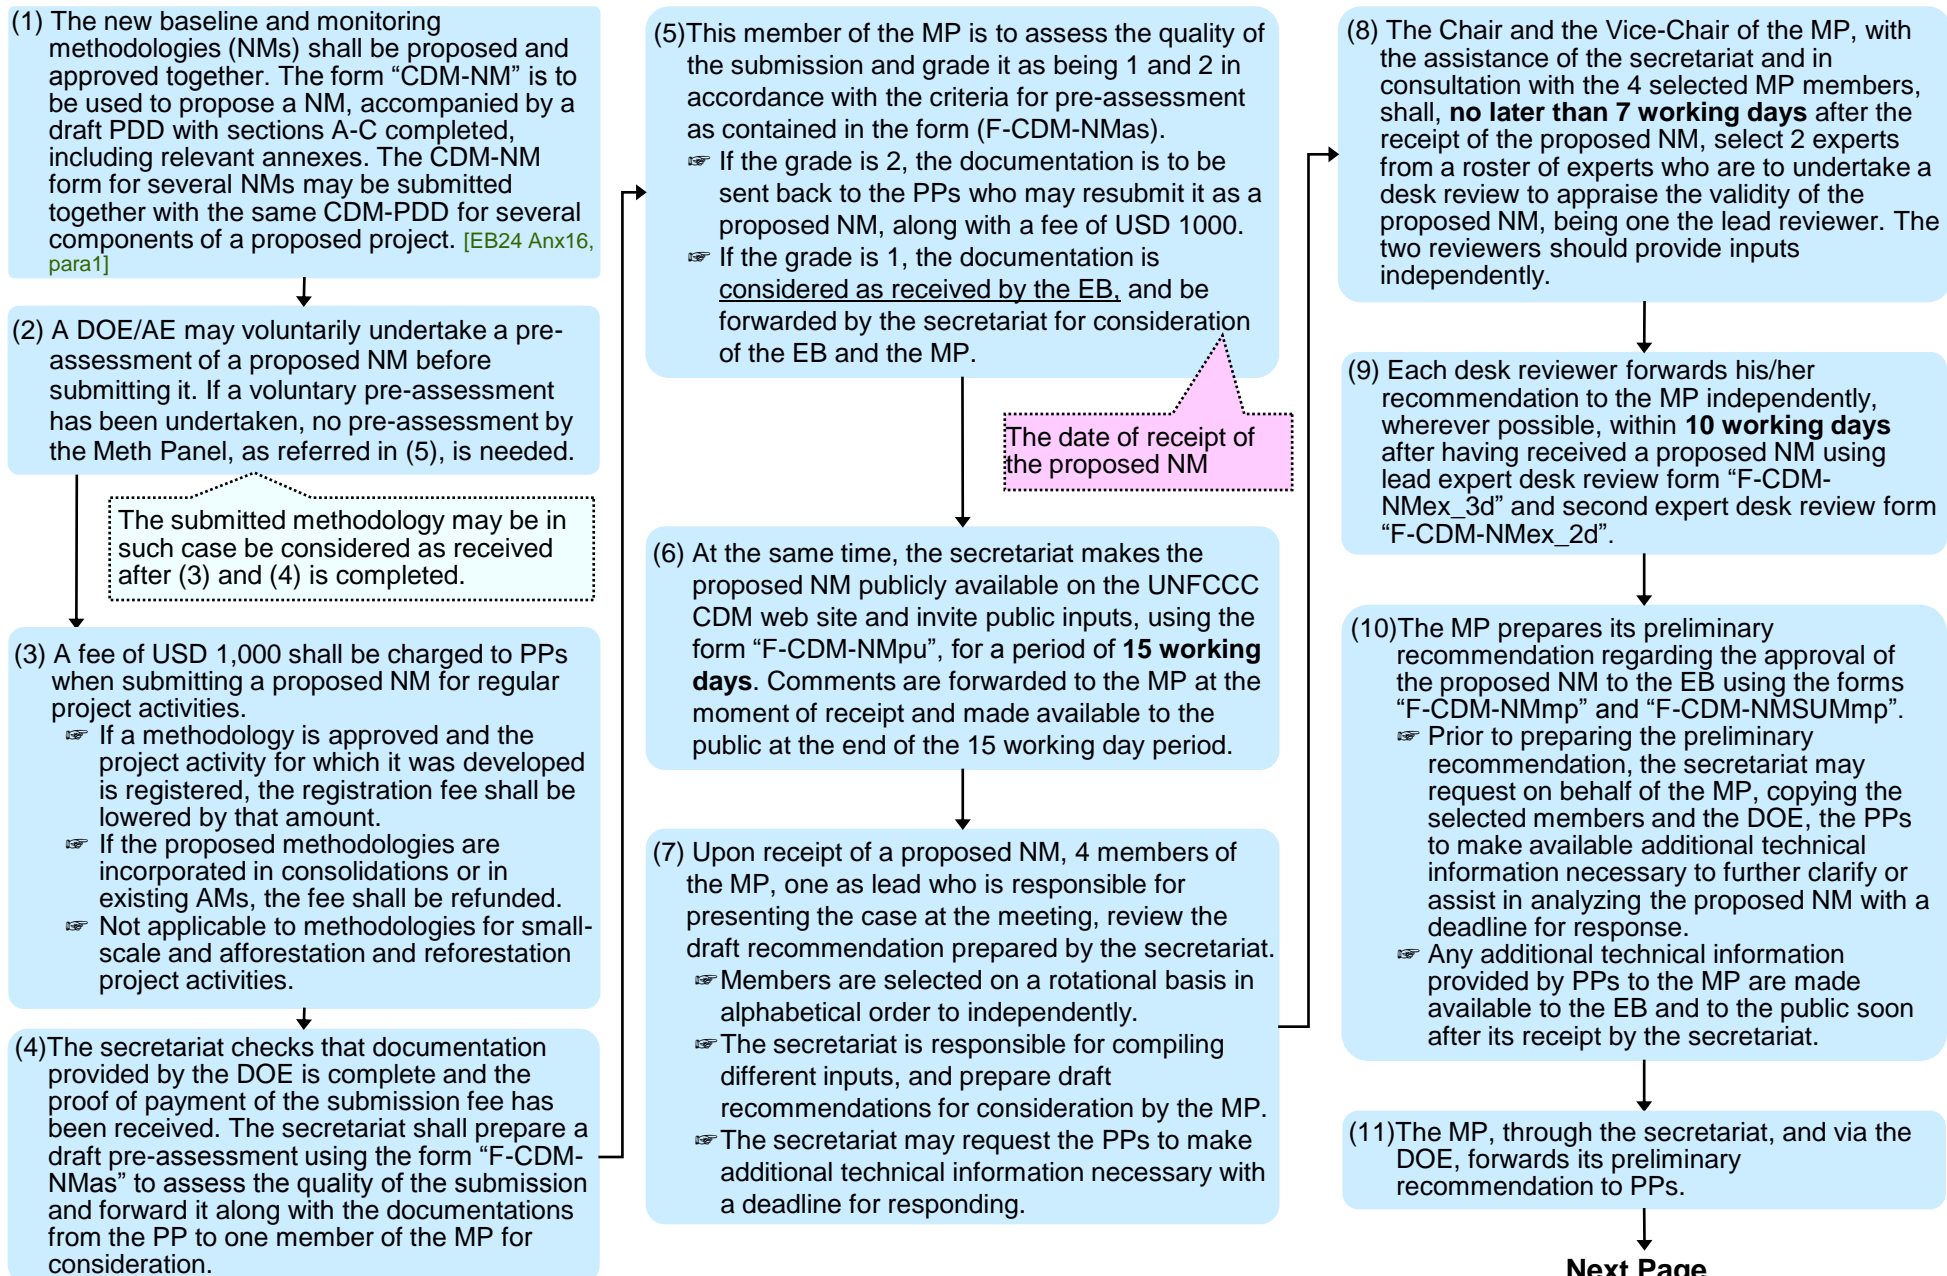 (1) The new baseline and monitoring
methodologies (NMs) shall be proposed and
approved together. The form “CDM-NM” is to
be used to propose a NM, accompanied by a
draft PDD with sections A-C completed,
including relevant annexes. The CDM-NM
form for several NMs may be submitted
together with the same CDM-PDD for several
components of a proposed project. [EB24 Anx16,
para1]
(2) A DOE/AE may voluntarily undertake a pre-
assessment of a proposed NM before
submitting it. If a voluntary pre-assessment
has been undertaken, no pre-assessment by
the Meth Panel, as referred in (5), is needed.
The submitted methodology may be in
such case be considered as received
after (3) and (4) is completed.
(3) A fee of USD 1,000 shall be charged to PPs
when submitting a proposed NM for regular
project activities.
☞ If a methodology is approved and the
project activity for which it was developed
is registered, the registration fee shall be
lowered by that amount.
☞ If the proposed methodologies are
incorporated in consolidations or in
existing AMs, the fee shall be refunded.
☞ Not applicable to methodologies for small-
scale and afforestation and reforestation
project activities.
(4)The secretariat checks that documentation
provided by the DOE is complete and the
proof of payment of the submission fee has
been received. The secretariat shall prepare a
draft pre-assessment using the form “F-CDM-
NMas” to assess the quality of the submission
and forward it along with the documentations
from the PP to one member of the MP for
consideration.
(5)This member of the MP is to assess the quality of
the submission and grade it as being 1 and 2 in
accordance with the criteria for pre-assessment
as contained in the form (F-CDM-NMas).
☞ If the grade is 2, the documentation is to be
sent back to the PPs who may resubmit it as a
proposed NM, along with a fee of USD 1000.
☞ If the grade is 1, the documentation is
considered as received by the EB, and be
forwarded by the secretariat for consideration
of the EB and the MP.
The date of receipt of
the proposed NM
(6) At the same time, the secretariat makes the
proposed NM publicly available on the UNFCCC
CDM web site and invite public inputs, using the
form “F-CDM-NMpu”, for a period of 15 working
days. Comments are forwarded to the MP at the
moment of receipt and made available to the
public at the end of the 15 working day period.
(7) Upon receipt of a proposed NM, 4 members of
the MP, one as lead who is responsible for
presenting the case at the meeting, review the
draft recommendation prepared by the secretariat.
☞Members are selected on a rotational basis in
alphabetical order to independently.
☞The secretariat is responsible for compiling
different inputs, and prepare draft
recommendations for consideration by the MP.
☞The secretariat may request the PPs to make
additional technical information necessary with
a deadline for responding.
(8) The Chair and the Vice-Chair of the MP, with
the assistance of the secretariat and in
consultation with the 4 selected MP members,
shall, no later than 7 working days after the
receipt of the proposed NM, select 2 experts
from a roster of experts who are to undertake a
desk review to appraise the validity of the
proposed NM, being one the lead reviewer. The
two reviewers should provide inputs
independently.
(9) Each desk reviewer forwards his/her
recommendation to the MP independently,
wherever possible, within 10 working days
after having received a proposed NM using
lead expert desk review form “F-CDM-
NMex_3d” and second expert desk review form
“F-CDM-NMex_2d”.
(10)The MP prepares its preliminary
recommendation regarding the approval of
the proposed NM to the EB using the forms
“F-CDM-NMmp” and “F-CDM-NMSUMmp”.
☞ Prior to preparing the preliminary
recommendation, the secretariat may
request on behalf of the MP, copying the
selected members and the DOE, the PPs
to make available additional technical
information necessary to further clarify or
assist in analyzing the proposed NM with a
deadline for response.
☞ Any additional technical information
provided by PPs to the MP are made
available to the EB and to the public soon
after its receipt by the secretariat.
(11)The MP, through the secretariat, and via the
DOE, forwards its preliminary
recommendation to PPs.
Next Page